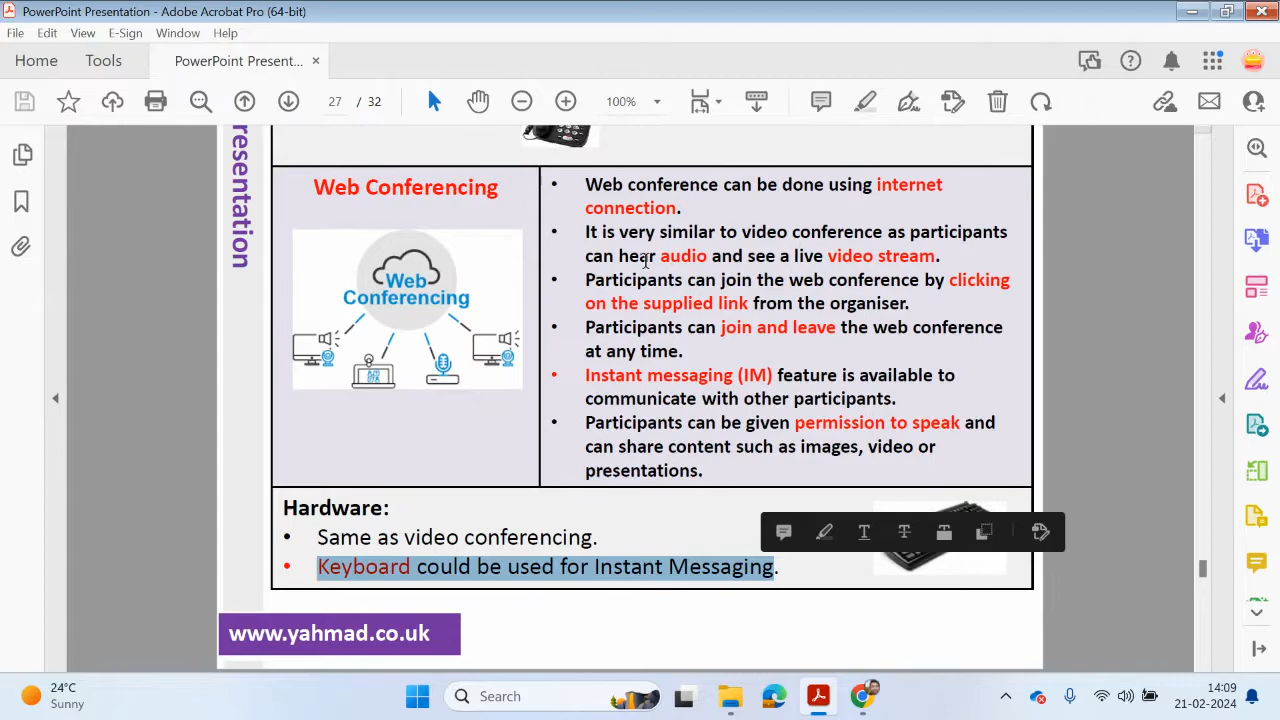 PowerPoint Presentation - Adobe Acrobat Pro (64-bit)
File Edit View E-Sign Window Help
Home Tools PowerPoint Present... ×
27 / 32 100%
resentation
Web Conferencing
Web
Conferencing
• Web conference can be done using internet
connection.
• It is very similar to video conference as participants
can hear audio and see a live video stream.
• Participants can join the web conference by clicking
on the supplied link from the organiser.
• Participants can join and leave the web conference
at any time.
• Instant messaging (IM) feature is available to
communicate with other participants.
• Participants can be given permission to speak and
can share content such as images, video or
presentations.
Hardware:
• Same as video conferencing.
• Keyboard could be used for Instant Messaging.
www.yahmad.co.uk
24°C
Sunny
Search
14:09
21-02-2024